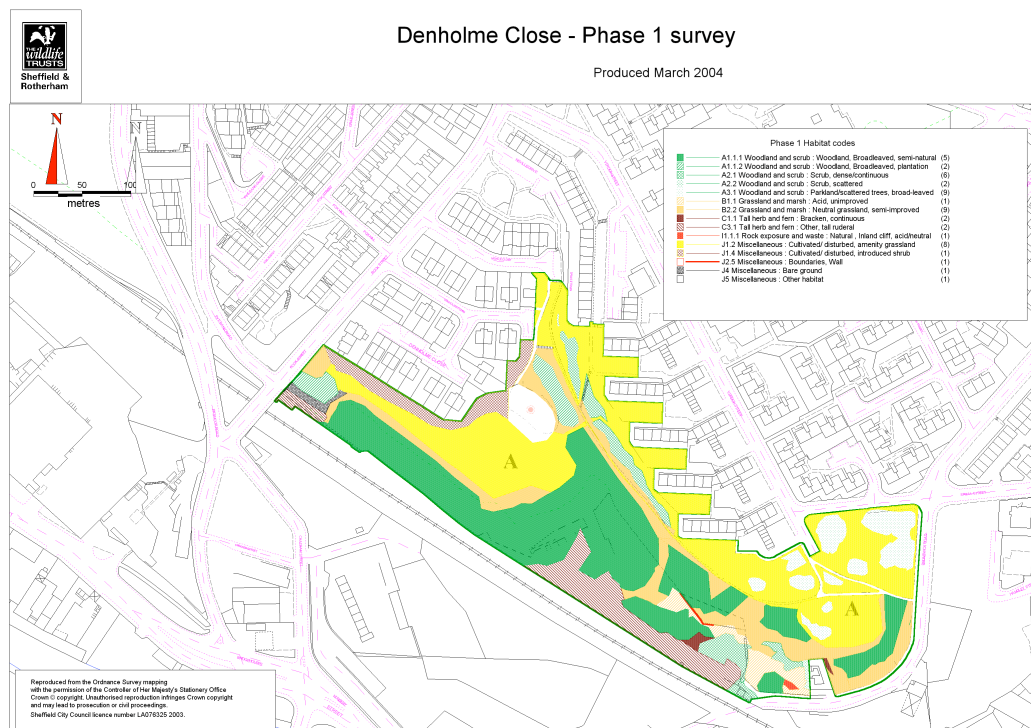 THE
wildlife
TRUSTS
Sheffield &
Rotherham
Denholme Close - Phase 1 survey
Produced March 2004
N
N
0 50 100
metres
Phase 1 Habitat codes
A1.1.1 Woodland and scrub : Woodland, Broadleaved, semi-natural (5)
A1.1.2 Woodland and scrub : Woodland, Broadleaved, plantation (2)
A2.1 Woodland and scrub : Scrub, dense/continuous (6)
A2.2 Woodland and scrub : Scrub, scattered (2)
A3.1 Woodland and scrub : Parkland/scattered trees, broad-leaved (9)
B1.1 Grassland and marsh : Acid, unimproved (1)
B2.2 Grassland and marsh : Neutral grassland, semi-improved (9)
C1.1 Tall herb and fern : Bracken, continuous (2)
C3.1 Tall herb and fern : Other, tall ruderal (2)
I1.1.1 Rock exposure and waste : Natural , Inland cliff, acid/neutral (1)
J1.2 Miscellaneous : Cultivated/ disturbed, amenity grassland (8)
J1.4 Miscellaneous : Cultivated/ disturbed, introduced shrub (1)
J2.5 Miscellaneous : Boundaries, Wall (1)
J4 Miscellaneous : Bare ground (1)
J5 Miscellaneous : Other habitat (1)
DENHOLME CLOSE
A
A
Reproduced from the Ordnance Survey mapping
with the permission of the Controller of Her Majesty's Stationery Office
Crown © copyright. Unauthorised reproduction infringes Crown copyright
and may lead to prosecution or civil proceedings.
Sheffield City Council licence number LA076325 2003.